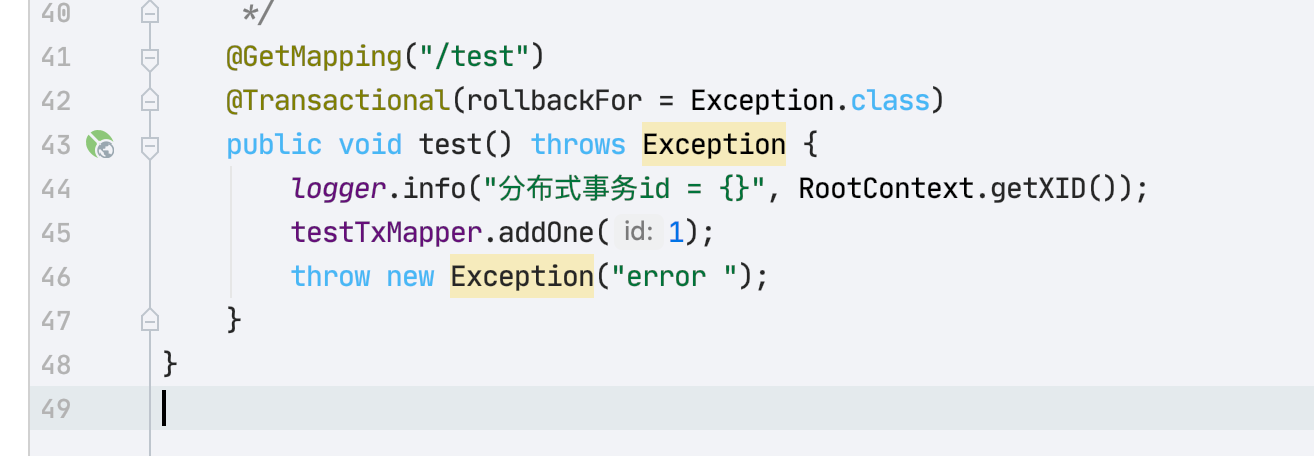 40 */
41 @GetMapping("/test")
42 @Transactional(rollbackFor = Exception.class)
43 public void test() throws Exception {
44 logger.info("分布式事务id = {}", RootContext.getXID());
45 testTxMapper.addOne( id: 1);
46 throw new Exception("error ");
47 }
48 }
49